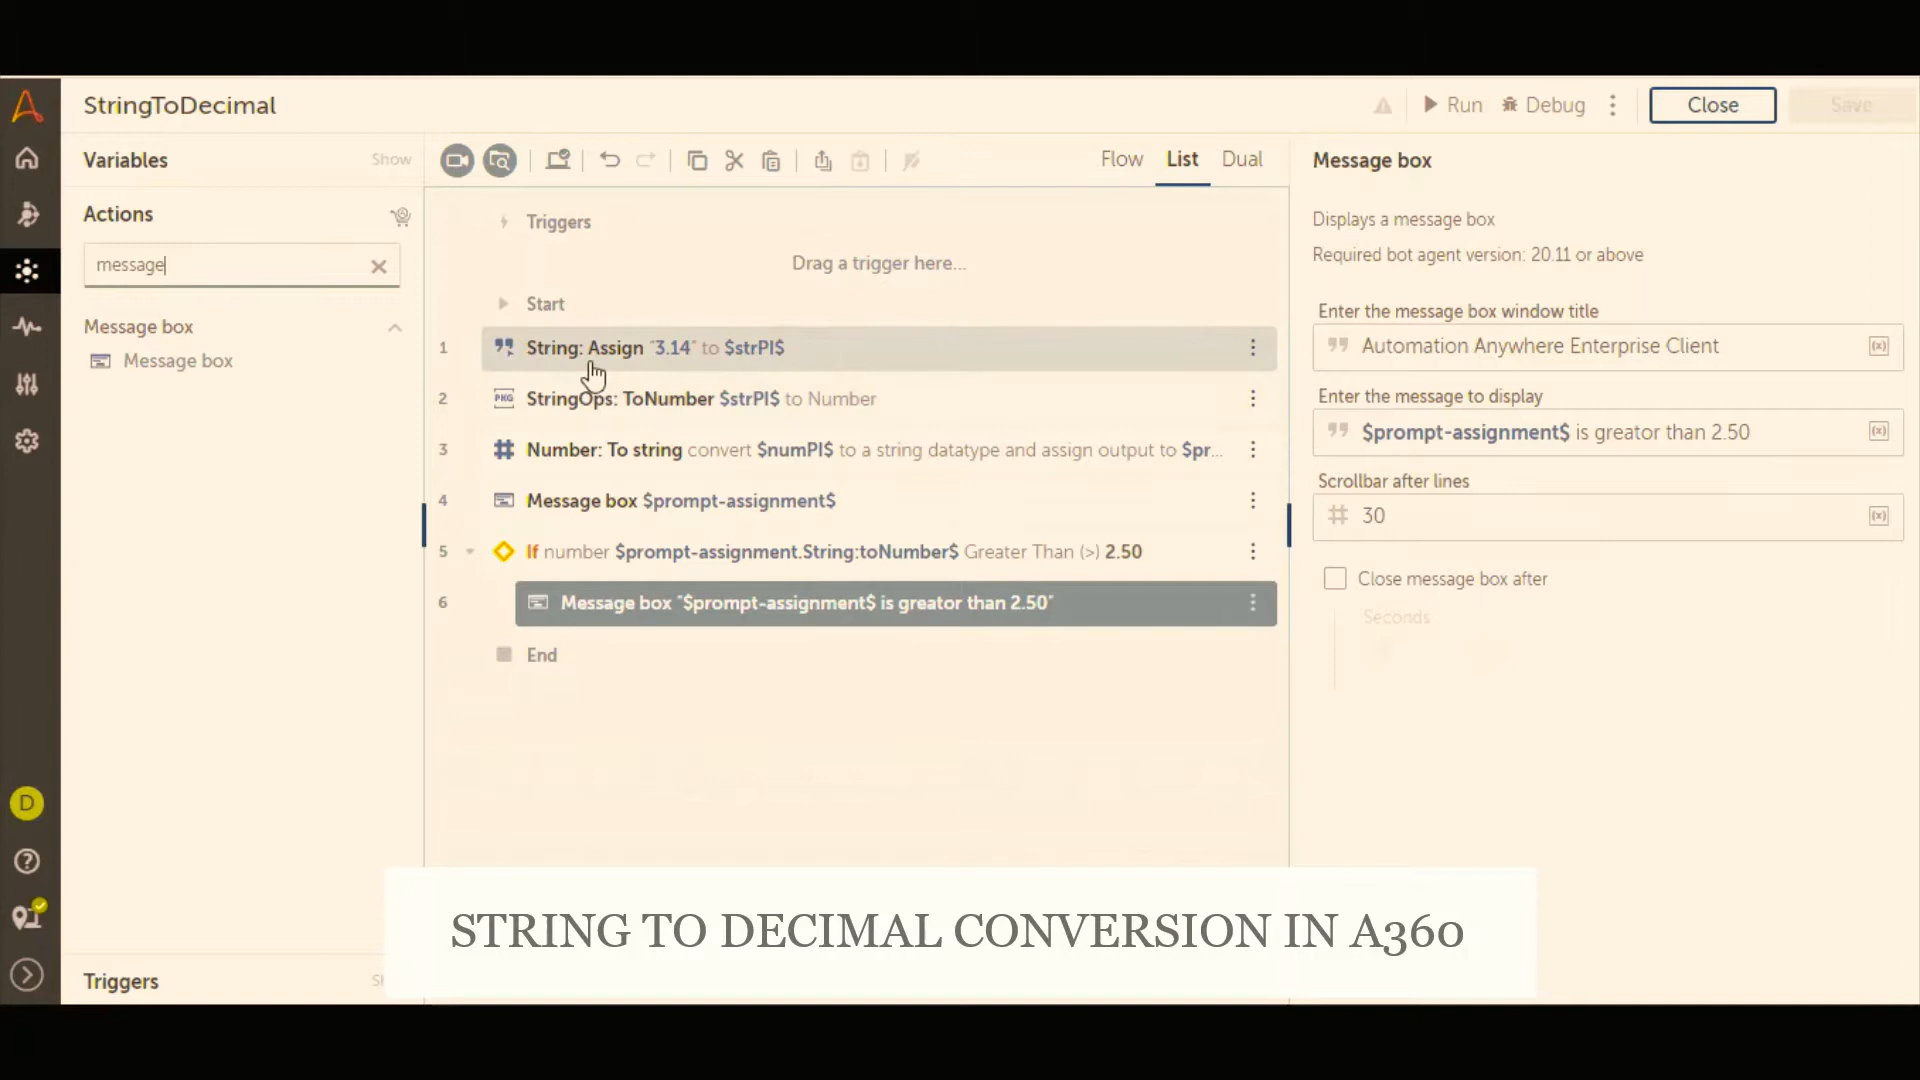 StringToDecimal
Run
Debug
Close
Save
Variables
Show
Actions
message
Message box
Message box
Triggers
Flow
List
Dual
Triggers
Drag a trigger here...
Start
1 String: Assign "3.14" to $strPI$
2 PKG StringOps: ToNumber $strPI$ to Number
3 Number: To string convert $numPI$ to a string datatype and assign output to $pr...
4 Message box $prompt-assignment$
5 If number $prompt-assignment.String:toNumber$ Greater Than (>) 2.50
6 Message box "$prompt-assignment$ is greator than 2.50"
End
Message box
Displays a message box
Required bot agent version: 20.11 or above
Enter the message box window title
Automation Anywhere Enterprise Client
(x)
Enter the message to display
$prompt-assignment$ is greator than 2.50
(x)
Scrollbar after lines
30
(x)
Close message box after
Seconds
D
STRING TO DECIMAL CONVERSION IN A360